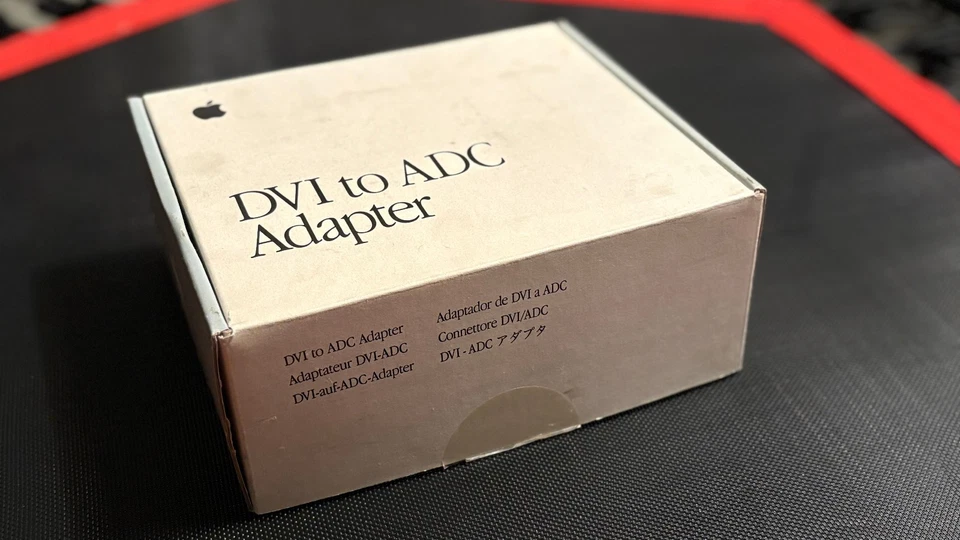 DVI to ADC
Adapter
DVI to ADC Adapter
Adaptateur DVI-ADC
DVI-auf-ADC-Adapter
Adaptador de DVI a ADC
Connettore DVI/ADC
DVI - ADC アダプタ